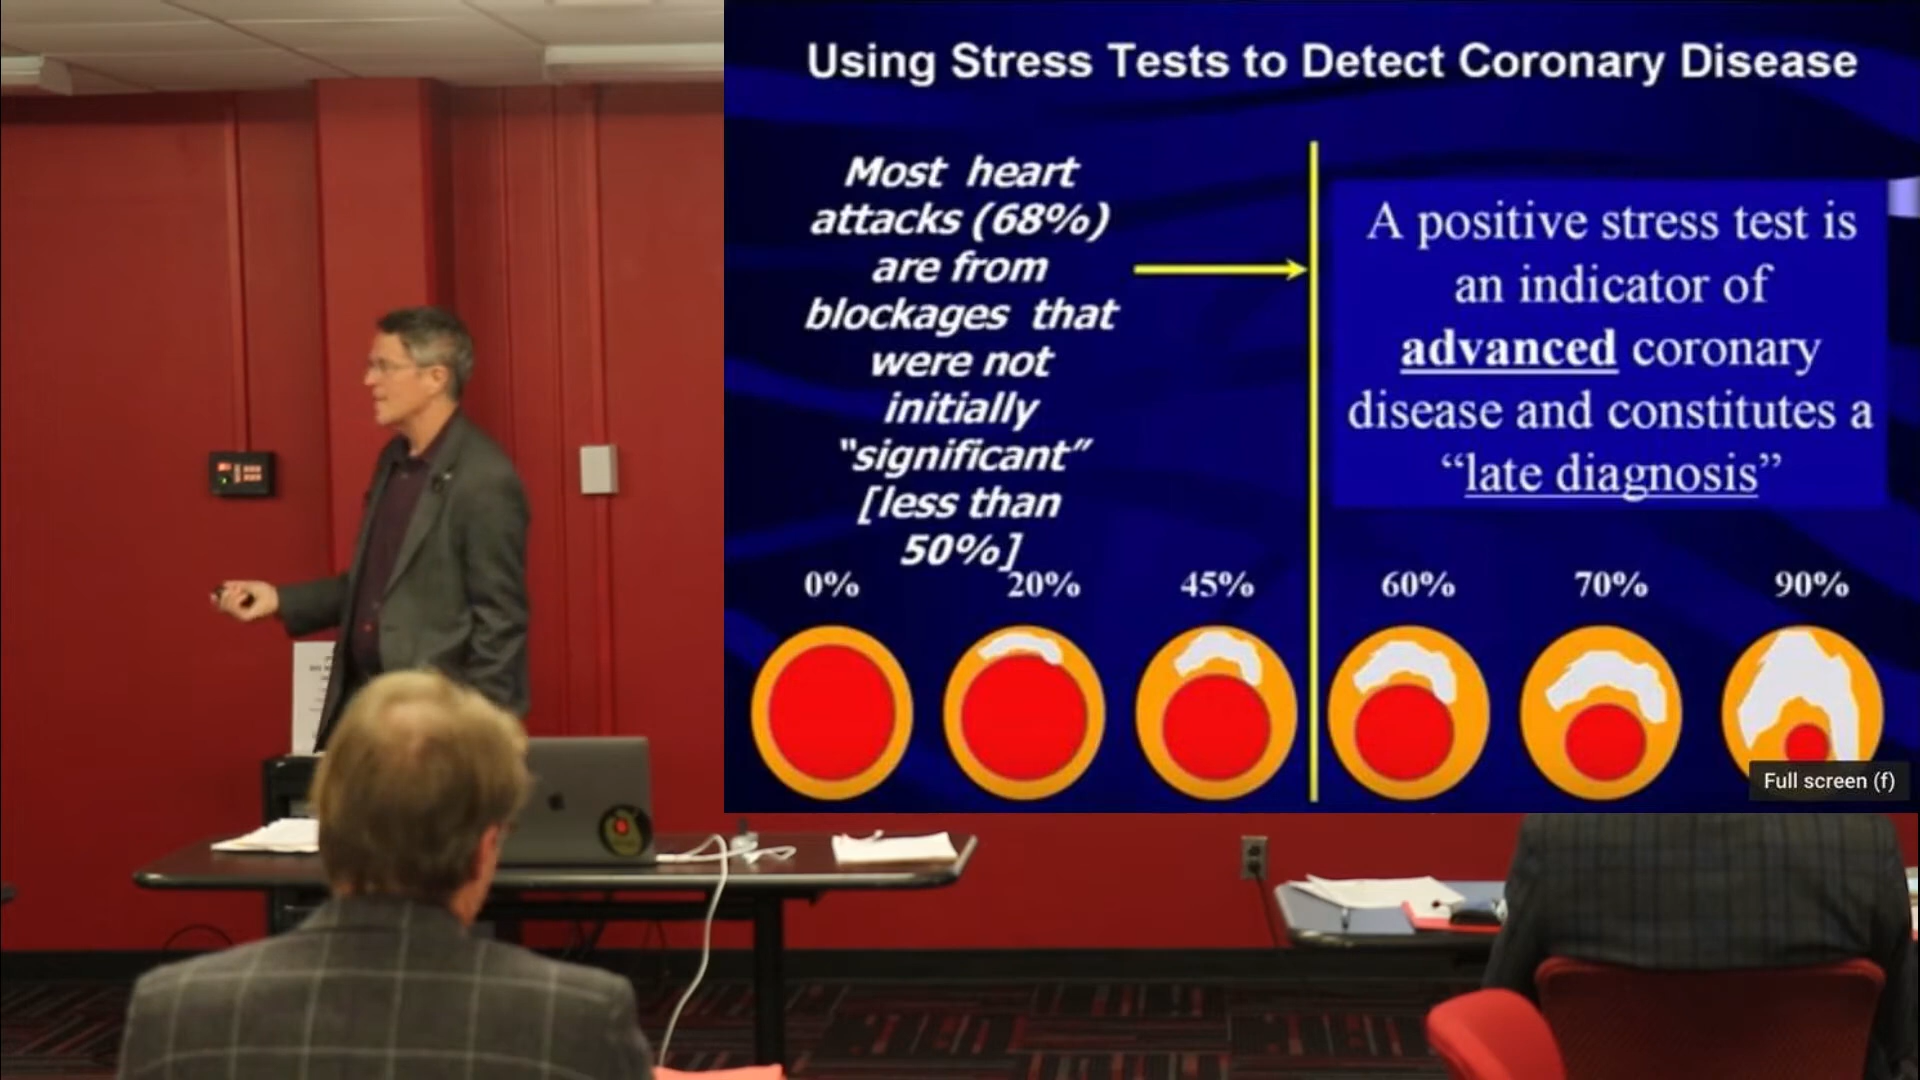 Using Stress Tests to Detect Coronary Disease
Most heart
attacks (68%)
are from
blockages that
were not
initially
“significant”
[less than
50%]
A positive stress test is
an indicator of
advanced coronary
disease and constitutes a
“late diagnosis”
0% 20% 45% 60% 70% 90%
Full screen (f)